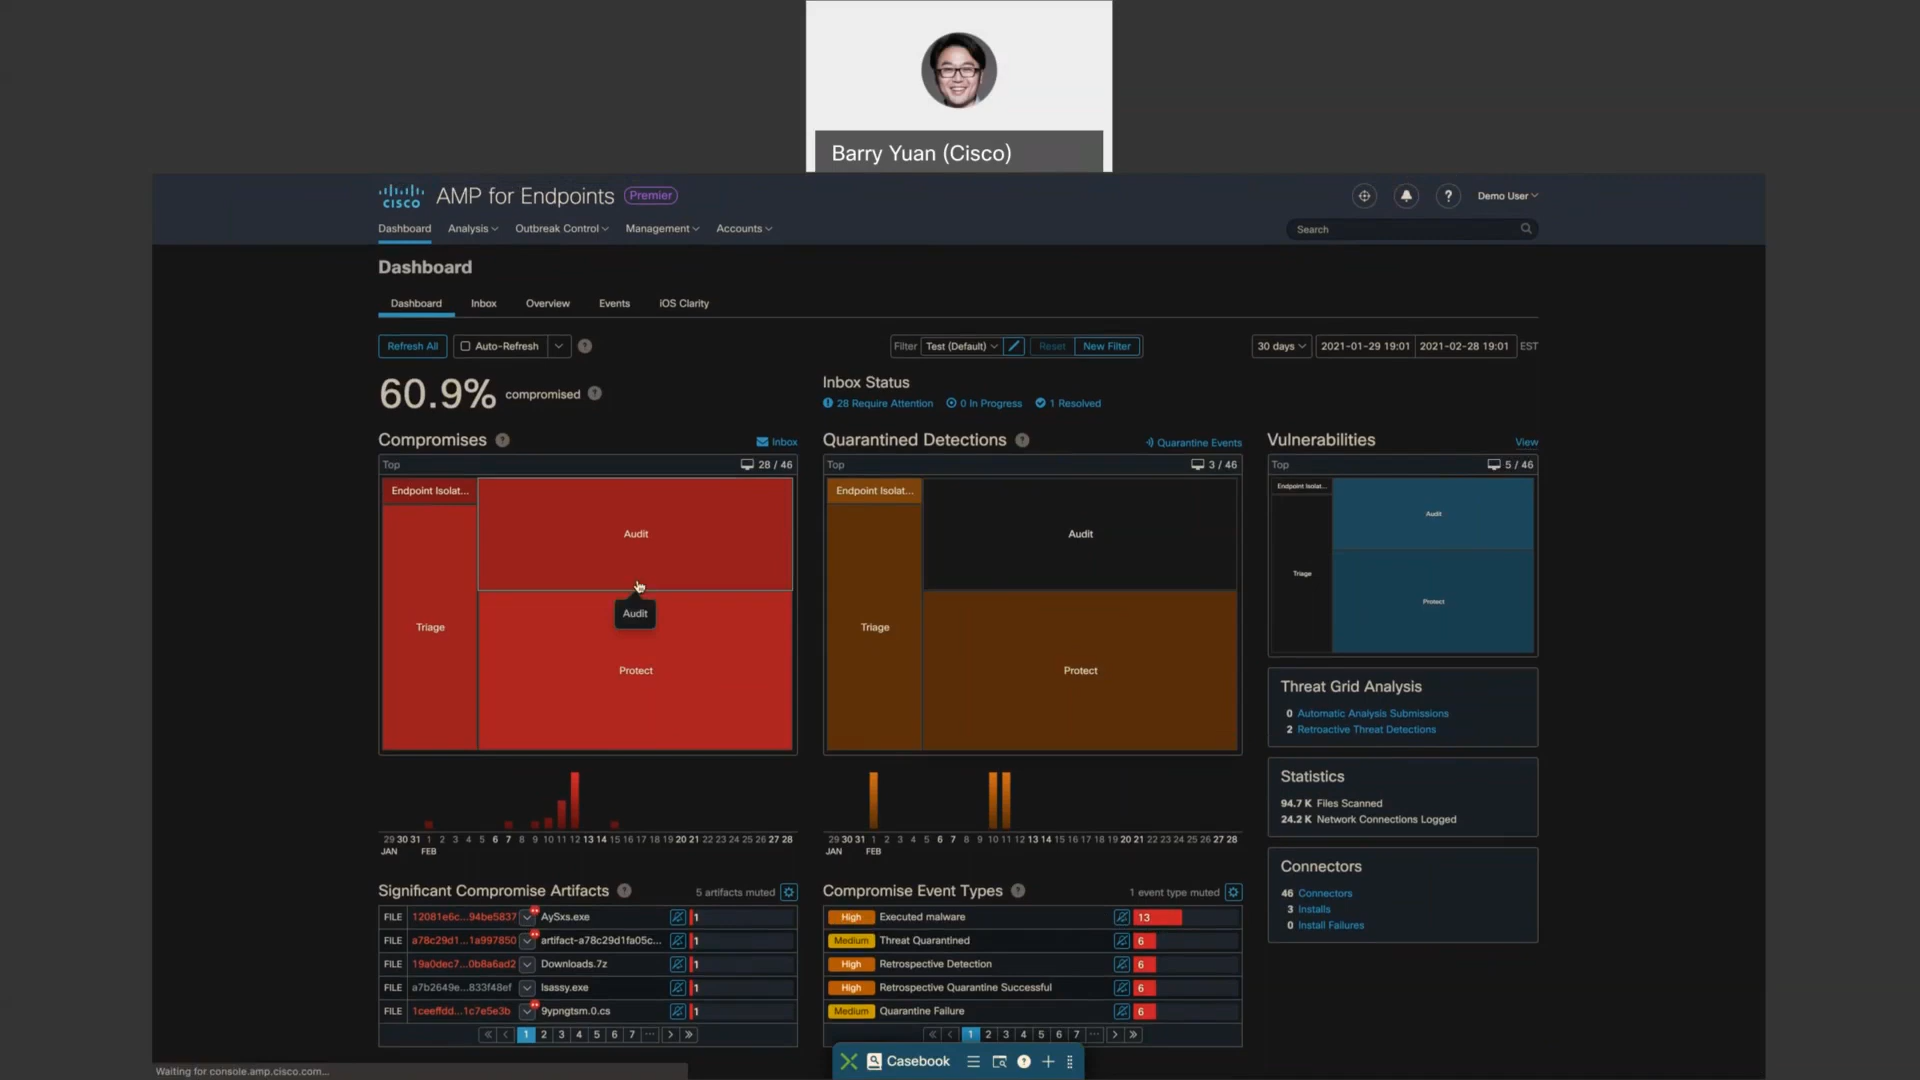 Barry Yuan (Cisco)
cisco AMP for Endpoints Premier
? Demo User
Dashboard Analysis Outbreak Control Management Accounts
Search
Dashboard
Dashboard Inbox Overview Events iOS Clarity
Refresh All Auto-Refresh ? Filter Test (Default) Reset New Filter 30 days 2021-01-29 19:01 2021-02-28 19:01 EST
60.9% compromised ?
Inbox Status
28 Require Attention 0 In Progress 1 Resolved
Compromises ? Inbox
Top 28 / 46
Endpoint Isolat...
Audit
Audit
Triage
Protect
29 30 31 1 2 3 4 5 6 7 8 9 10 11 12 13 14 15 16 17 18 19 20 21 22 23 24 25 26 27 28
JAN FEB
Quarantined Detections ? Quarantine Events
Top 3 / 46
Endpoint Isolat...
Audit
Triage
Protect
29 30 31 1 2 3 4 5 6 7 8 9 10 11 12 13 14 15 16 17 18 19 20 21 22 23 24 25 26 27 28
JAN FEB
Vulnerabilities View
Top 5 / 46
Endpoint Isolat...
Audit
Triage
Protect
Threat Grid Analysis
0 Automatic Analysis Submissions
2 Retroactive Threat Detections
Statistics
94.7 K Files Scanned
24.2 K Network Connections Logged
Connectors
46 Connectors
3 Installs
0 Install Failures
Significant Compromise Artifacts ? 5 artifacts muted
FILE 12081e6c...94be5837 AySxs.exe 1
FILE a78c29d1...1a997850 artifact-a78c29d1fa05c... 1
FILE 19a0dec7...0b8a6ad2 Downloads.7z 1
FILE a7b2649e...833f48ef lsassy.exe 1
FILE 1ceeffdd...1c7e5e3b 9ypngtsm.0.cs 1
« ‹ 1 2 3 4 5 6 7 ... › »
Compromise Event Types ? 1 event type muted
High Executed malware 13
Medium Threat Quarantined 6
High Retrospective Detection 6
High Retrospective Quarantine Successful 6
Medium Quarantine Failure 6
« ‹ 1 2 3 4 5 6 7 ... › »
Casebook ? +
Waiting for console.amp.cisco.com...